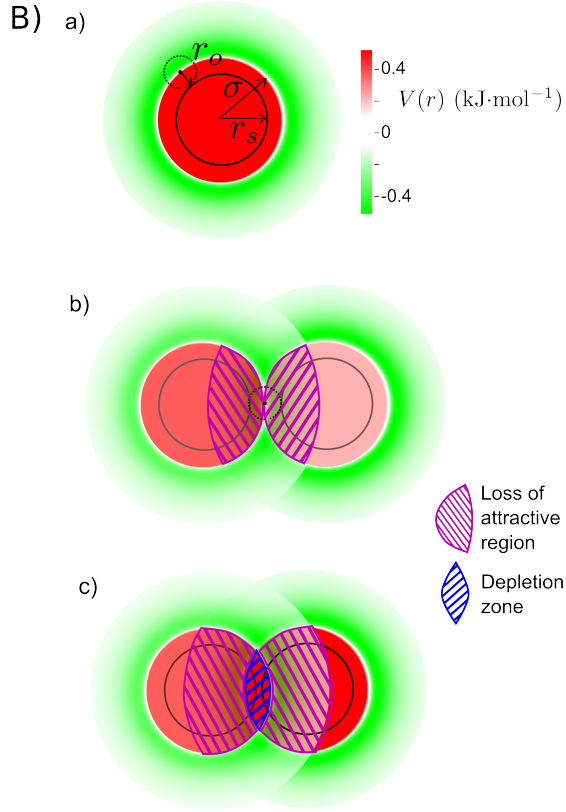 B)
a)
r_o
σ
r_s
0.4
V(r) (kJ·mol⁻¹)
0
-0.4
b)
Loss of
attractive
region
Depletion
zone
c)